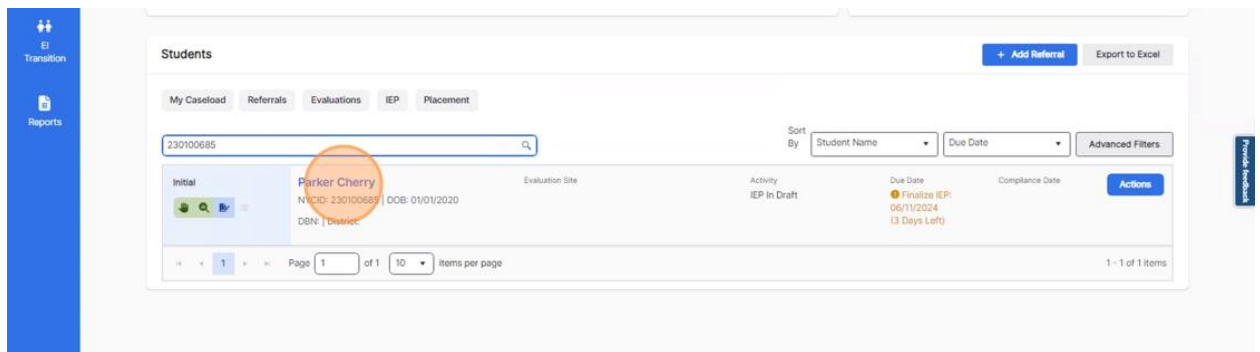 EI
Transition
Reports
Students
+ Add Referral
Export to Excel
My Caseload
Referrals
Evaluations
IEP
Placement
230100685
Sort
By
Student Name
Due Date
Advanced Filters
Initial
Parker Cherry
NYCID: 230100685 | DOB: 01/01/2020
DBN: | District:
Evaluation Site
Activity
IEP In Draft
Due Date
Finalize IEP:
06/11/2024
(3 Days Left)
Compliance Date
Actions
1
Page 1 of 1 10 items per page
1 - 1 of 1 items
Provide feedback